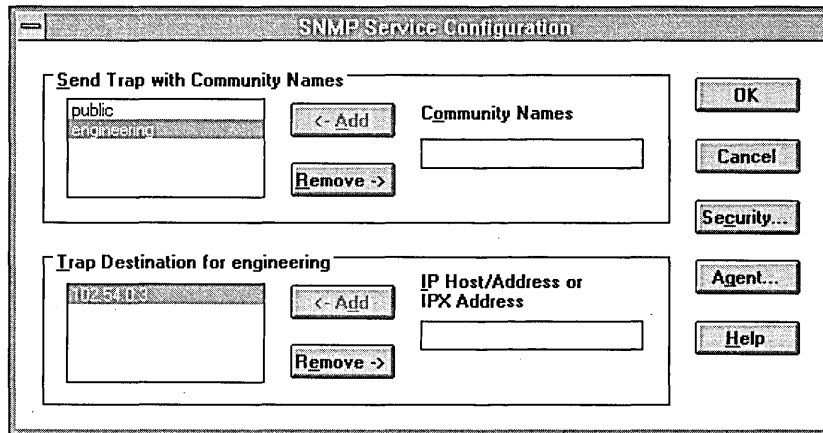 SNMP Service Configuration
Send Trap with Community Names
public
engineering
<- Add
Remove ->
Community Names
OK
Cancel
Security...
Agent...
Help
Trap Destination for engineering
102.54.0.3
<- Add
Remove ->
IP Host/Address or
IPX Address